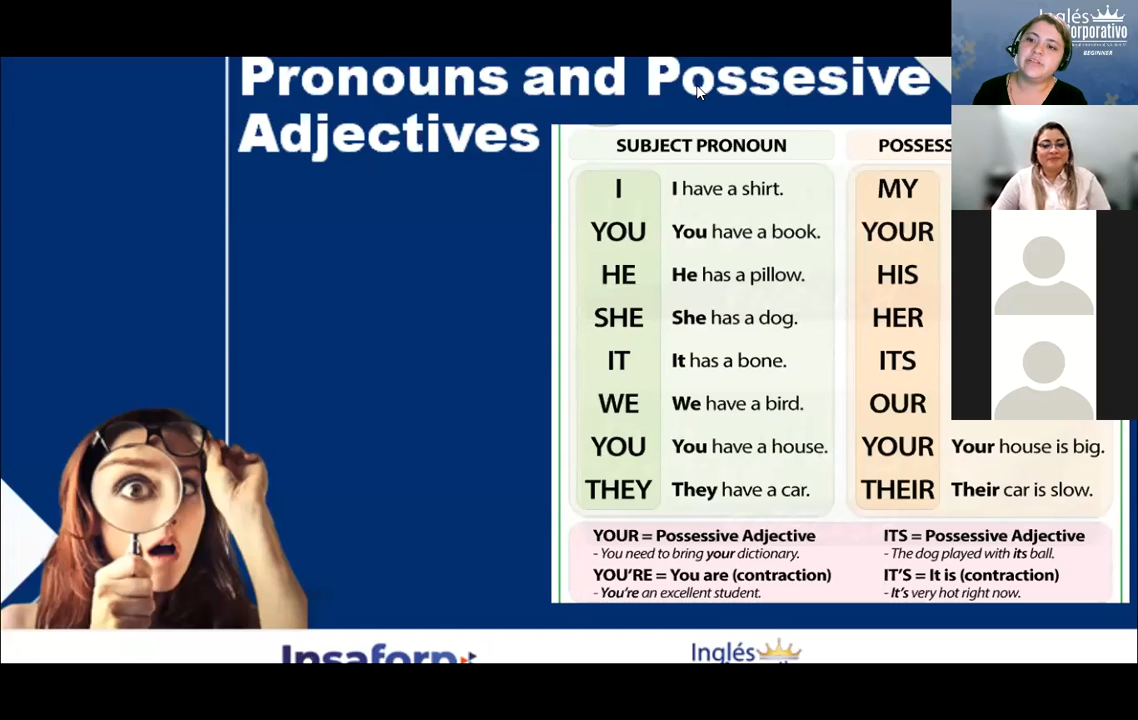 Pronouns and Possesive
Adjectives
SUBJECT PRONOUN
I
I have a shirt.
YOU
You have a book.
HE
He has a pillow.
SHE
She has a dog.
IT
It has a bone.
WE
We have a bird.
YOU
You have a house.
THEY
They have a car.
MY
YOUR
HIS
HER
ITS
OUR
YOUR
Your house is big.
THEIR
Their car is slow.
YOUR = Possessive Adjective
- You need to bring your dictionary.
YOU'RE = You are (contraction)
- You're an excellent student.
ITS = Possessive Adjective
- The dog played with its ball.
IT'S = It is (contraction)
- It's very hot right now.
Insaforp
Inglés
Inglés
BEGINNER